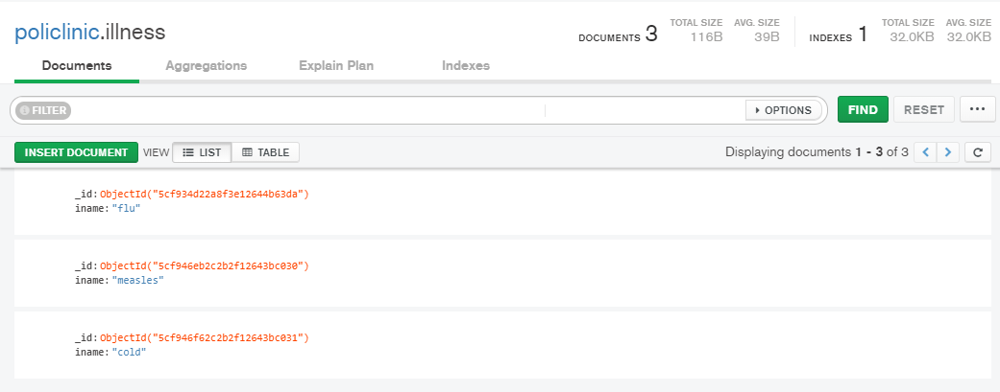 policlinic.illness
DOCUMENTS 3 TOTAL SIZE 116B AVG. SIZE 39B INDEXES 1 TOTAL SIZE 32.0KB AVG. SIZE 32.0KB
Documents Aggregations Explain Plan Indexes
FILTER OPTIONS FIND RESET ...
INSERT DOCUMENT VIEW LIST TABLE Displaying documents 1 - 3 of 3 < >
_id: ObjectId("5cf934d22a8f3e12644b63da")
iname: "flu"
_id: ObjectId("5cf946eb2c2b2f12643bc030")
iname: "measles"
_id: ObjectId("5cf946f62c2b2f12643bc031")
iname: "cold"